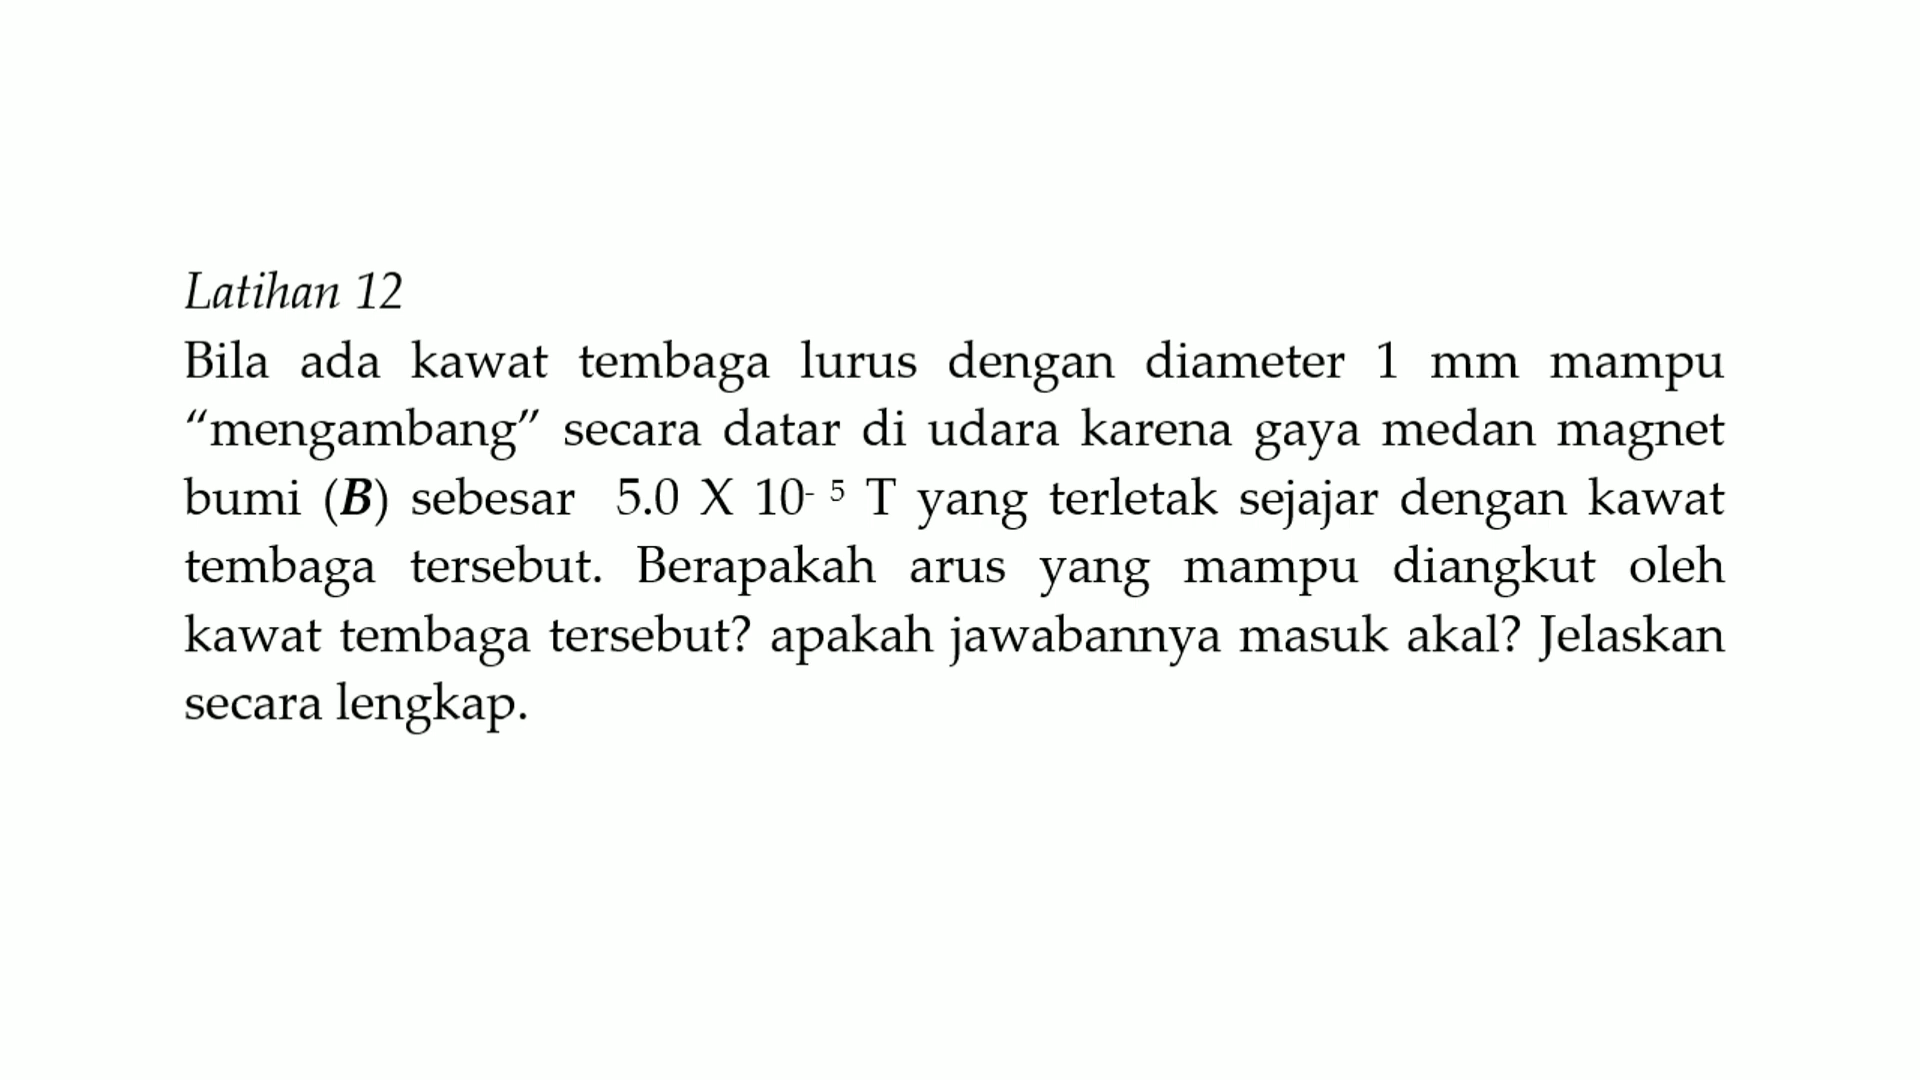 Latihan 12
Bila ada kawat tembaga lurus dengan diameter 1 mm mampu
“mengambang” secara datar di udara karena gaya medan magnet
bumi (B) sebesar 5.0 X 10- 5 T yang terletak sejajar dengan kawat
tembaga tersebut. Berapakah arus yang mampu diangkut oleh
kawat tembaga tersebut? apakah jawabannya masuk akal? Jelaskan
secara lengkap.